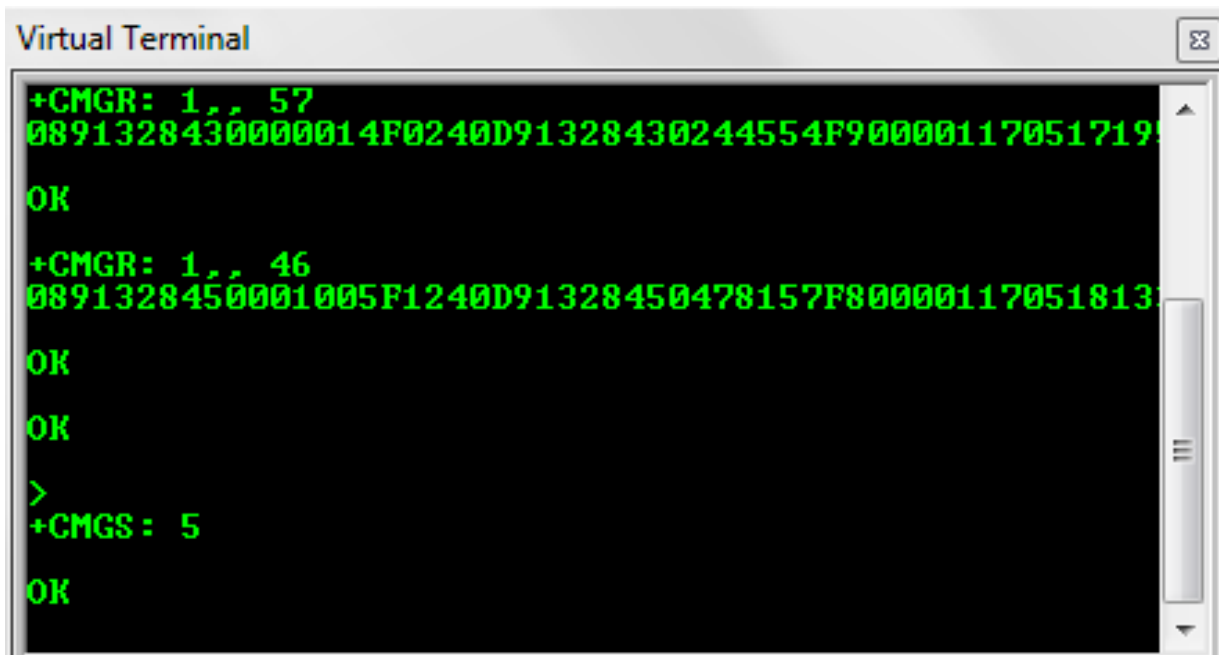 Virtual Terminal
+CMGR: 1,, 57
0891328430000014F0240D91328430244554F90000117051719
OK
+CMGR: 1,, 46
0891328450001005F1240D91328450478157F80000117051813
OK
OK
>
+CMGS: 5
OK